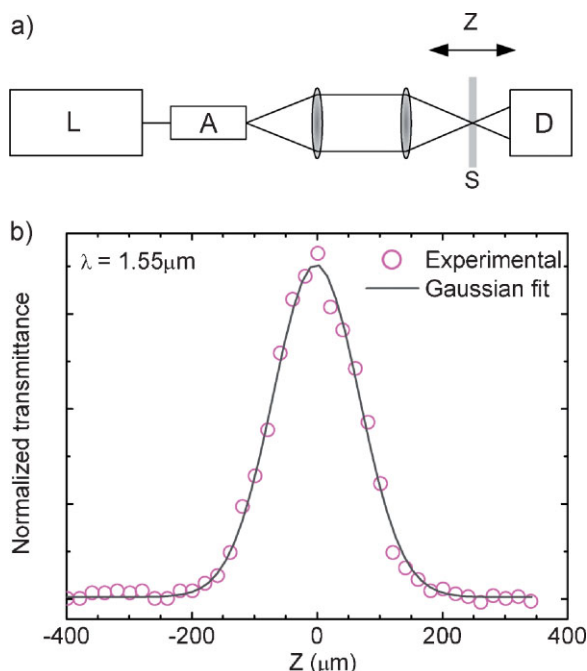 a)
Z
L
A
D
S
b)
λ = 1.55μm
Experimental
Gaussian fit
Normalized transmittance
-400
-200
0
200
400
Z (μm)